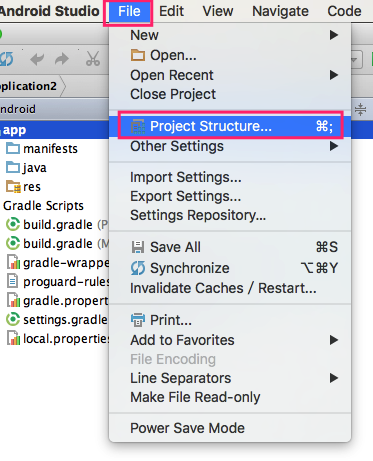 Android Studio File Edit View Navigate Code
pplication2
ndroid
app
manifests
java
res
Gradle Scripts
build.gradle (P
build.gradle (M
gradle-wrappe
proguard-rules
gradle.propert
settings.gradle
local.properties
New
Open...
Open Recent
Close Project
Project Structure... ⌘;
Other Settings
Import Settings...
Export Settings...
Settings Repository...
Save All ⌘S
Synchronize ⌥⌘Y
Invalidate Caches / Restart...
Print...
Add to Favorites
File Encoding
Line Separators
Make File Read-only
Power Save Mode